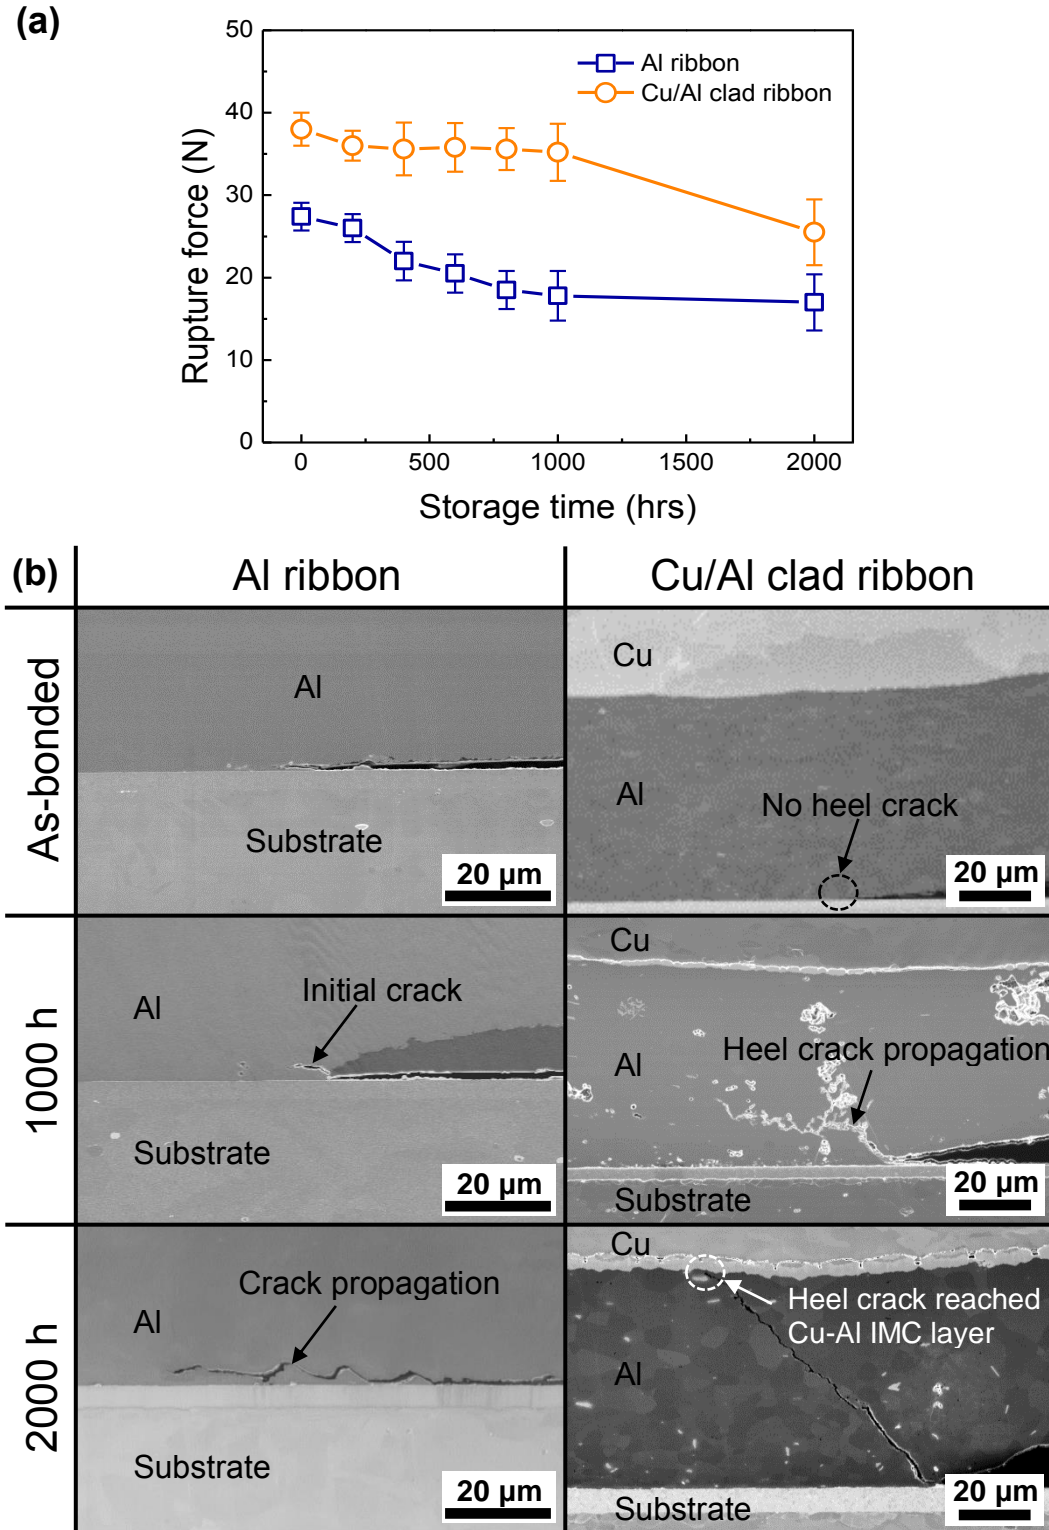 (a)
50
40
30
20
10
0
Rupture force (N)
Al ribbon
Cu/Al clad ribbon
0 500 1000 1500 2000
Storage time (hrs)
(b)
Al ribbon
Cu/Al clad ribbon
As-bonded
Al
Substrate
20 µm
Cu
Al
No heel crack
20 µm
1000 h
Initial crack
Al
Substrate
20 µm
Cu
Heel crack propagation
Al
20 µm
Substrate
2000 h
Crack propagation
Al
Substrate
20 µm
Cu
Heel crack reached
Cu-Al IMC layer
Al
20 µm
Substrate